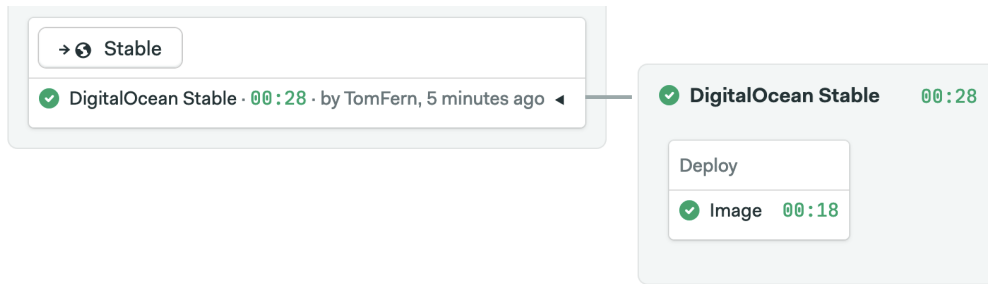 Stable
DigitalOcean Stable · 00:28 · by TomFern, 5 minutes ago
DigitalOcean Stable 00:28
Deploy
Image 00:18